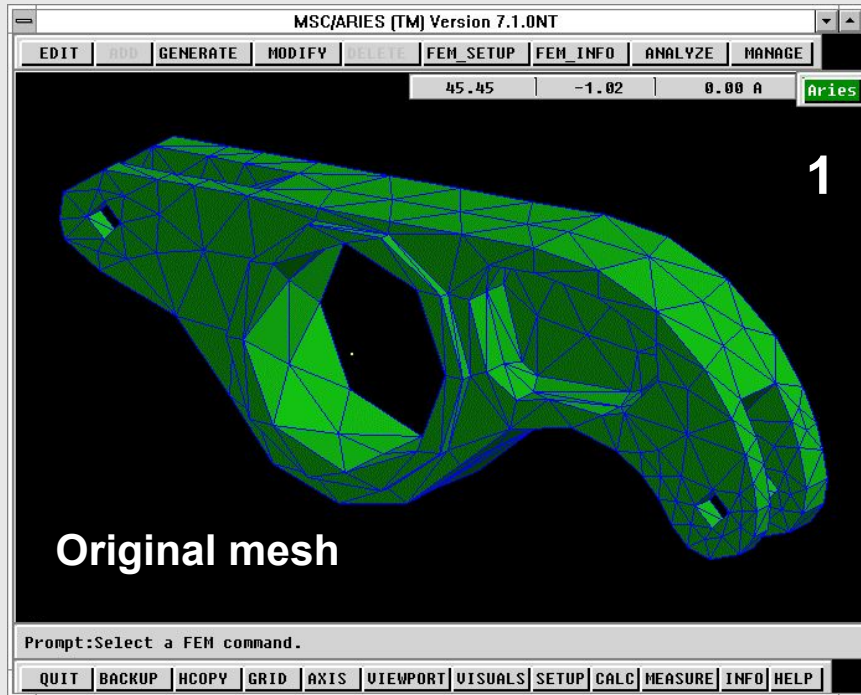 MSC/ARIES (TM) Version 7.1.0NT
EDIT ADD GENERATE MODIFY DELETE FEM_SETUP FEM_INFO ANALYZE MANAGE
45.45 -1.02 0.00 A Aries
1
Original mesh
Prompt:Select a FEM command.
QUIT BACKUP HCOPY GRID AXIS VIEWPORT VISUALS SETUP CALC MEASURE INFO HELP